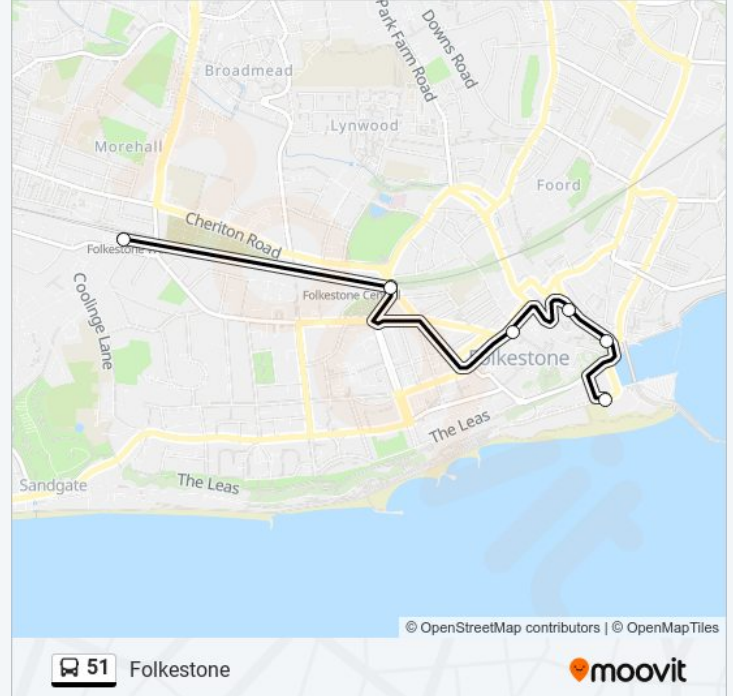 Park Farm Road
Downs Road
Broadmead
Lynwood
Morehall
Foord
Cheriton Road
Folkestone
Folkestone Cent
Coolinge Lane
Folkestone
The Leas
The Leas
Sandgate
© OpenStreetMap contributors | © OpenMapTiles
51 Folkestone
moovit